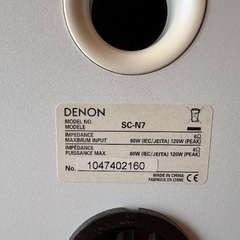 DENON
MODEL NO.
MODELE
SC-N7
IMPEDANCE 6Ω
MAXIMUM INPUT 60W (IEC/JEITA) 120W (PEAK)
IMPEDANCE 6Ω
PUISSANCE MAX. 60W (IEC/JEITA) 120W (PEAK)
No. 1047402160
MADE IN CHINA
FABRIQUE EN CHINE